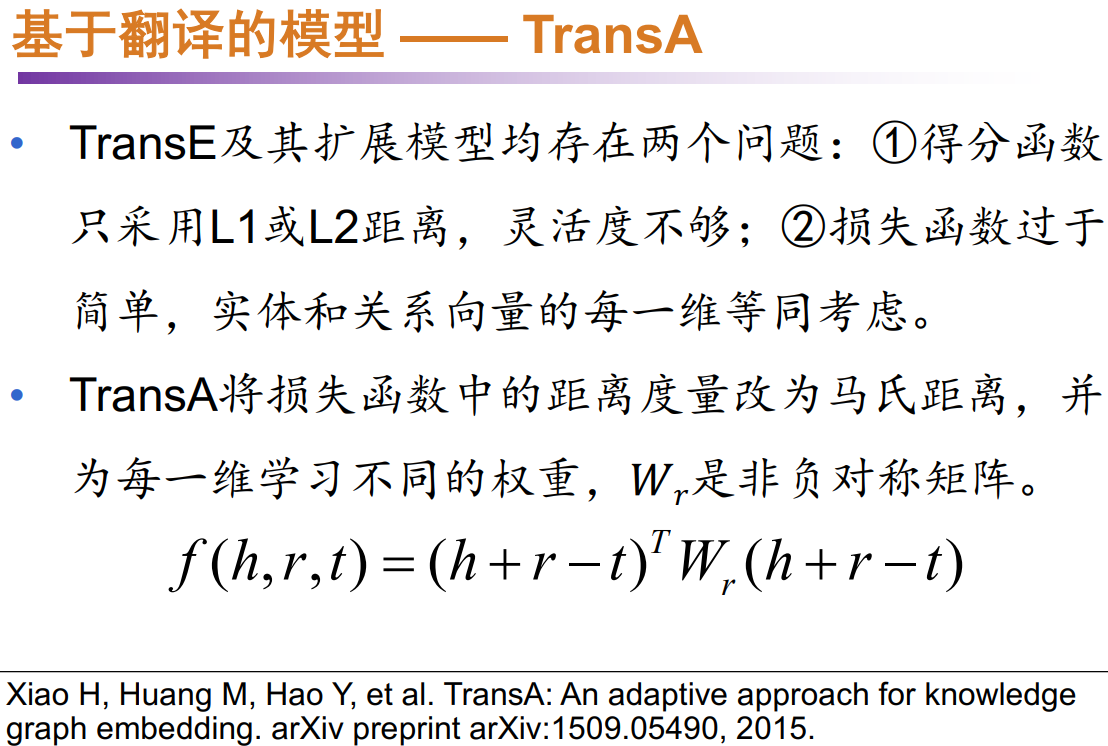 基于翻译的模型 —— TransA
• TransE及其扩展模型均存在两个问题：①得分函数
只采用L1或L2距离，灵活度不够；②损失函数过于
简单，实体和关系向量的每一维等同考虑。
• TransA将损失函数中的距离度量改为马氏距离，并
为每一维学习不同的权重，W_r是非负对称矩阵。
f(h,r,t)=(h+r−t)^T W_r(h+r−t)
Xiao H, Huang M, Hao Y, et al. TransA: An adaptive approach for knowledge
graph embedding. arXiv preprint arXiv:1509.05490, 2015.